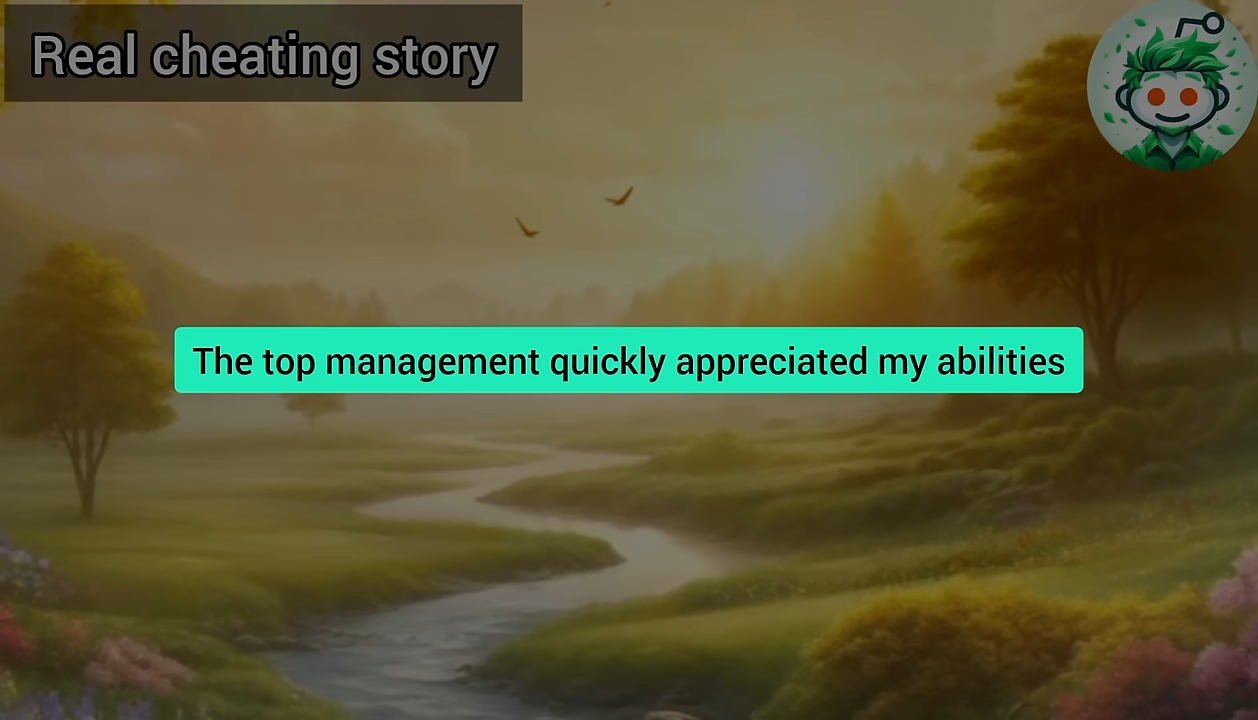 Real cheating story
The top management quickly appreciated my abilities